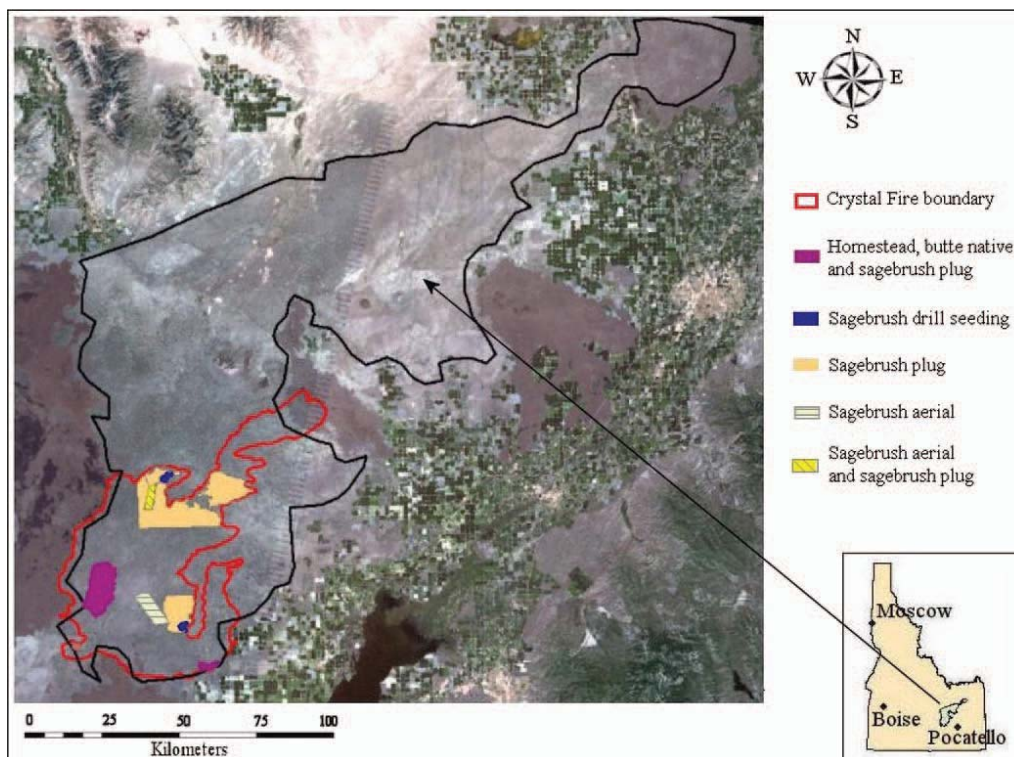 N
W E
S
Crystal Fire boundary
Homestead, butte native
and sagebrush plug
Sagebrush drill seeding
Sagebrush plug
Sagebrush aerial
Sagebrush aerial
and sagebrush plug
Moscow
Boise
Pocatello
0 25 50 75 100
Kilometers